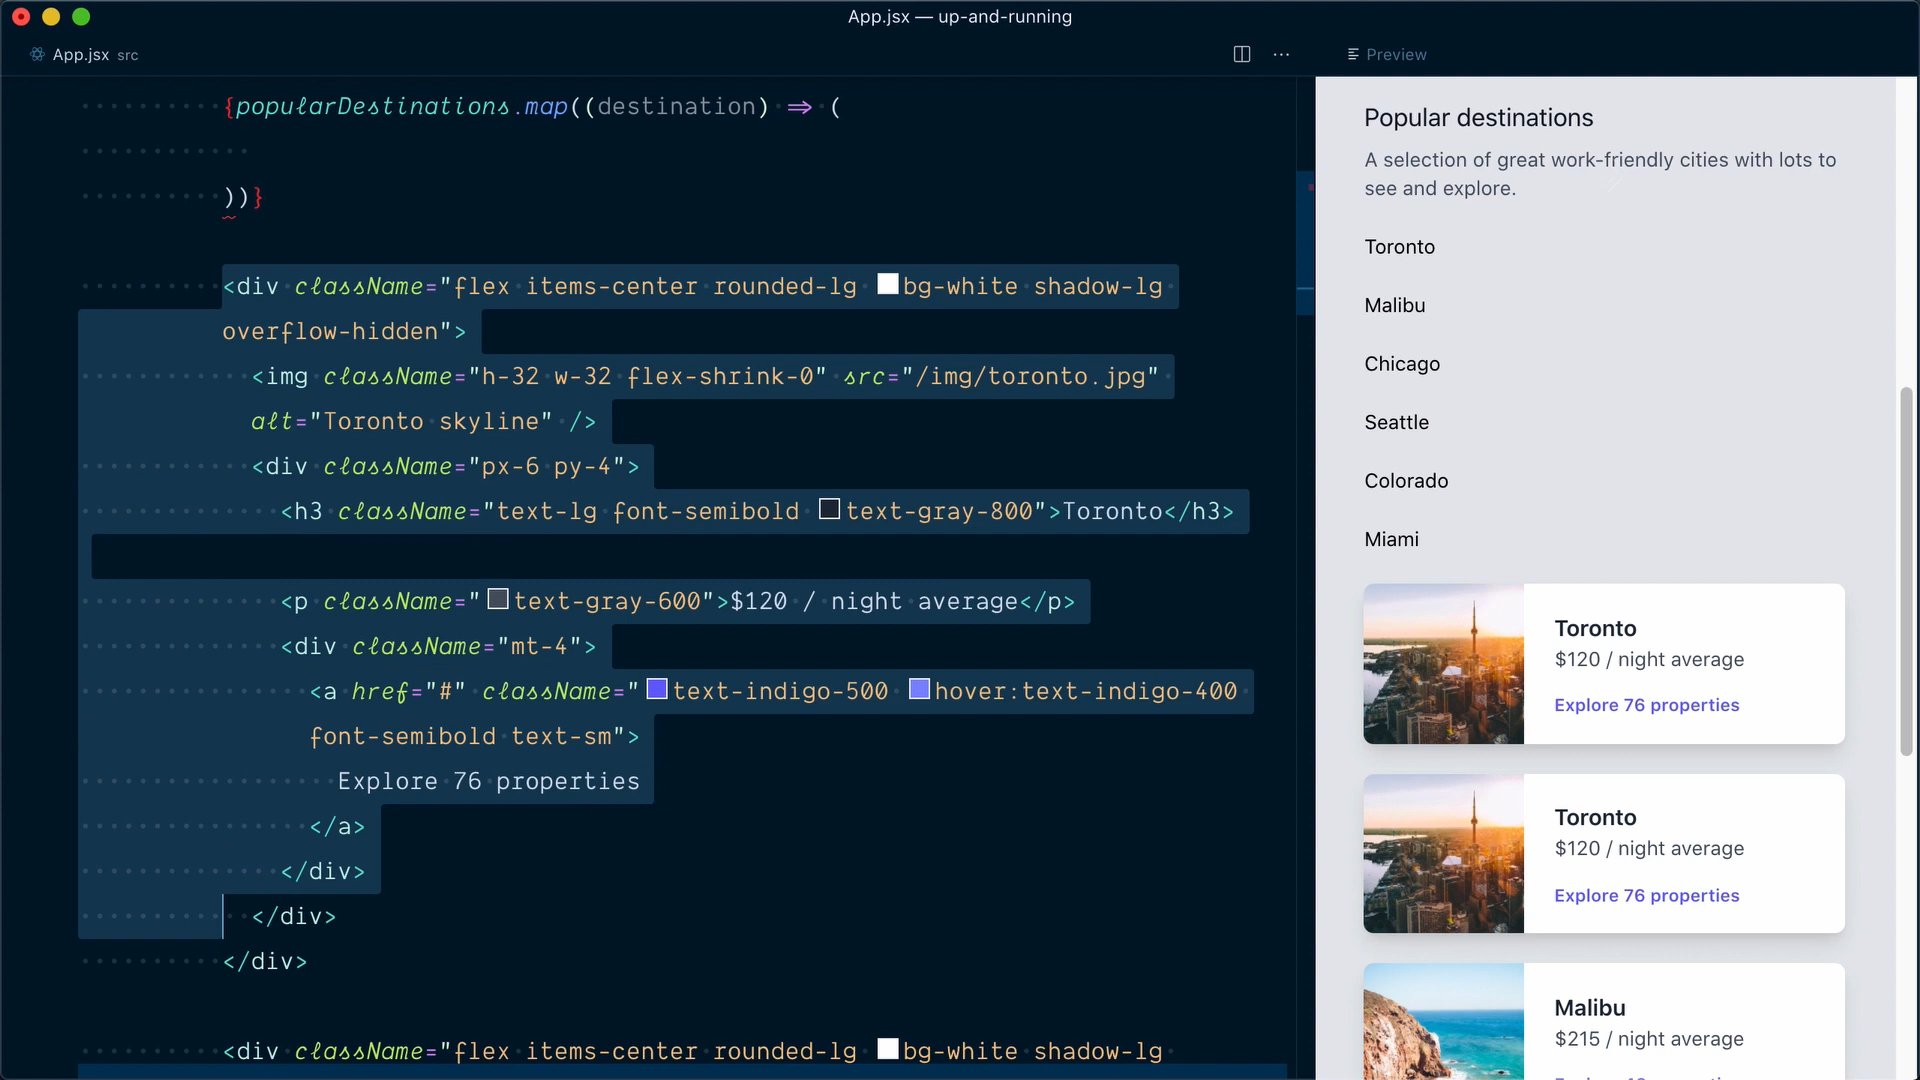 App.jsx — up-and-running
App.jsx src
{popularDestinations.map((destination) => (
))}
<div className="flex items-center rounded-lg bg-white shadow-lg
overflow-hidden">
<img className="h-32 w-32 flex-shrink-0" src="/img/toronto.jpg"
alt="Toronto skyline" />
<div className="px-6 py-4">
<h3 className="text-lg font-semibold text-gray-800">Toronto</h3>
<p className="text-gray-600">$120 / night average</p>
<div className="mt-4">
<a href="#" className="text-indigo-500 hover:text-indigo-400
font-semibold text-sm">
Explore 76 properties
</a>
</div>
</div>
</div>
<div className="flex items-center rounded-lg bg-white shadow-lg
Preview
Popular destinations
A selection of great work-friendly cities with lots to
see and explore.
Toronto
Malibu
Chicago
Seattle
Colorado
Miami
Toronto
$120 / night average
Explore 76 properties
Toronto
$120 / night average
Explore 76 properties
Malibu
$215 / night average